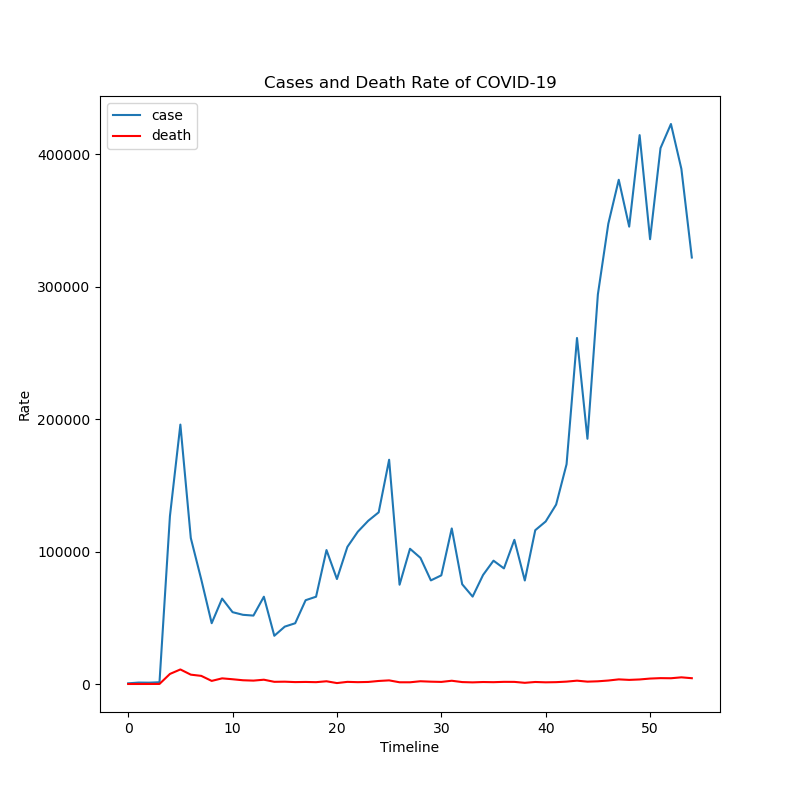 Cases and Death Rate of COVID-19
case
death
400000
300000
200000
100000
0
Rate
0 10 20 30 40 50
Timeline